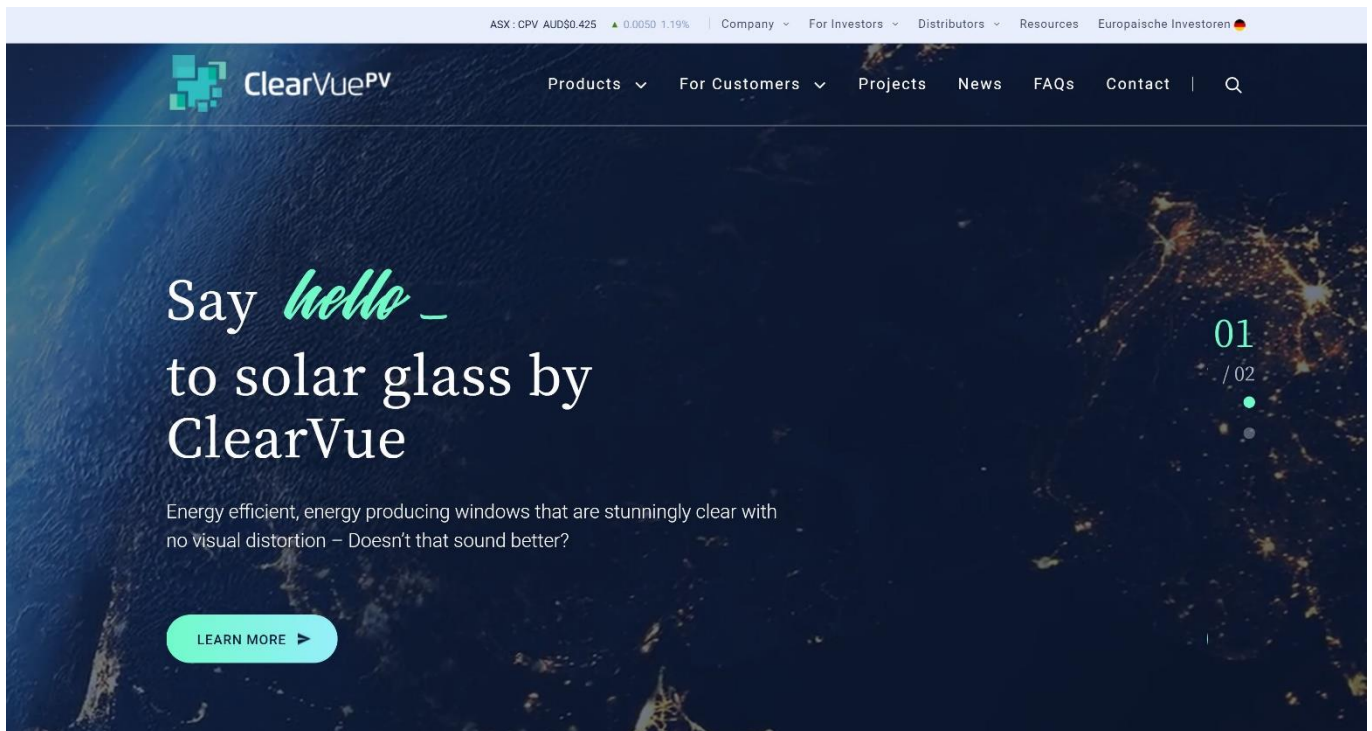 ASX : CPV AUD$0.425 ▲ 0.0050 1.19% | Company For Investors Distributors Resources Europaische Investoren
ClearVuePV
Products For Customers Projects News FAQs Contact |
Say hello _
to solar glass by
ClearVue
01
/ 02
Energy efficient, energy producing windows that are stunningly clear with
no visual distortion – Doesn't that sound better?
LEARN MORE